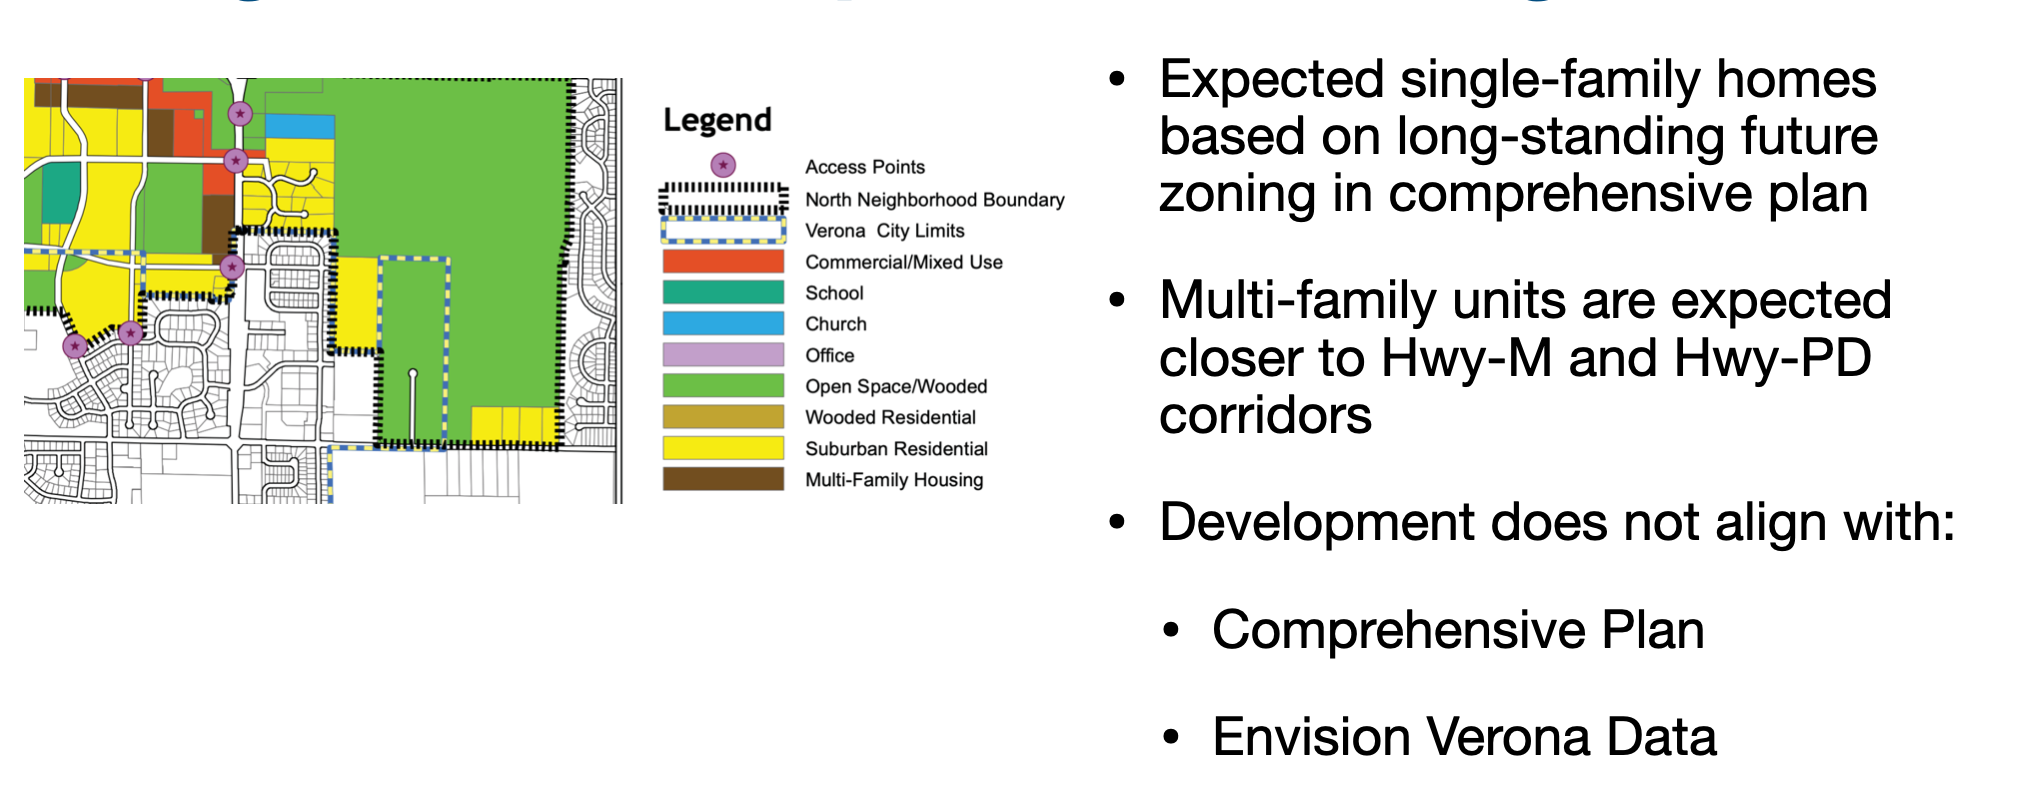 Legend
Access Points
North Neighborhood Boundary
Verona City Limits
Commercial/Mixed Use
School
Church
Office
Open Space/Wooded
Wooded Residential
Suburban Residential
Multi-Family Housing
• Expected single-family homes
based on long-standing future
zoning in comprehensive plan
• Multi-family units are expected
closer to Hwy-M and Hwy-PD
corridors
• Development does not align with:
• Comprehensive Plan
• Envision Verona Data